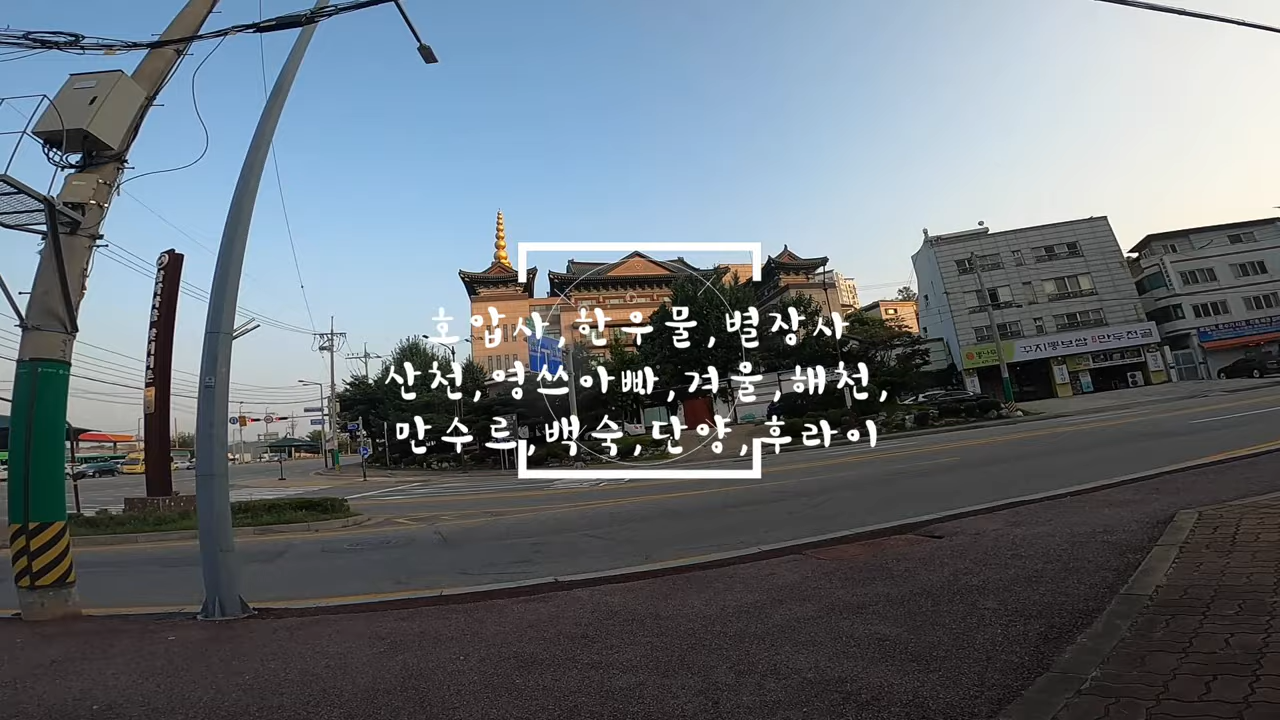 호압사,한우물,별장사
산천,영쓰아빠,겨울,해천,
만수르,백숙,단양,후라이
꾸지뽕보쌈 만두전골